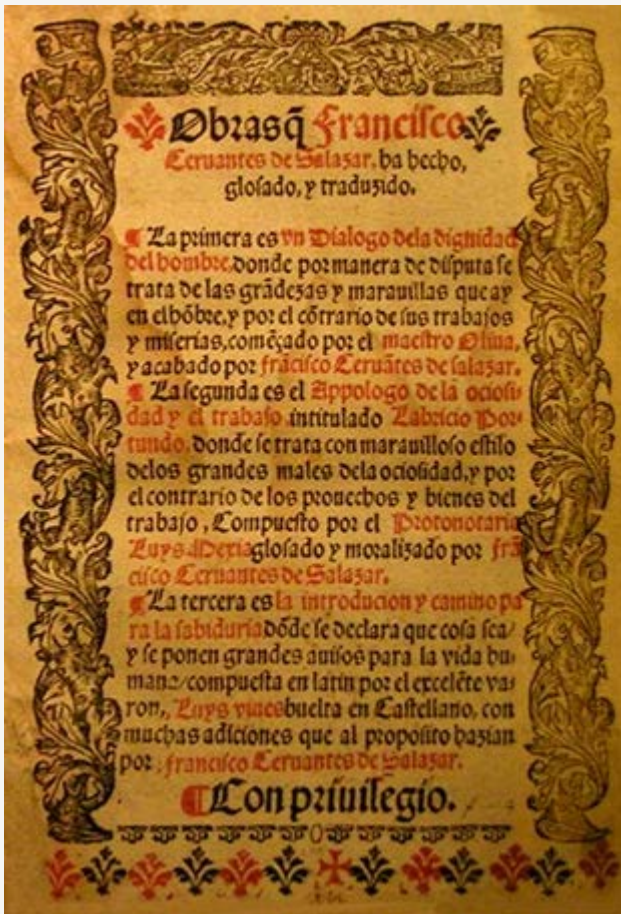 Obras q̃ Francisco
Ceruantes de Salazar. ha hecho,
glosado, y traduzido.
¶ La primera es vn Dialogo dela dignidad
del hombre, donde por manera de disputa se
trata de las grãdezas y marauillas que ay
en el hõbre, y por el cõtrario de sus trabajos
y miserias, comẽçado por el maestro Oliua,
y acabado por frãcisco Ceruãtes de salazar.
¶ La segunda es el Appologo de la ociosi-
dad y el trabajo, intitulado Labricio Por-
tundo, donde se trata con marauilloso estilo
delos grandes males dela ociosidad, y por
el contrario de los prouechos y bienes del
trabajo, Compuesto por el Protonotario
Luys Mexia glosado y moralizado por frã
cisco Ceruantes de Salazar.
¶ La tercera es la introducion y camino pa
ra la sabiduria dõde se declara que cosa sea/
y se ponen grandes auisos para la vida hu-
mana/compuesta en latin por el excelẽte va-
ron, Luys viues buelta en Castellano, con
muchas adiciones que al proposito hazian
por francisco Ceruantes de Salazar.
¶ Con priuilegio.